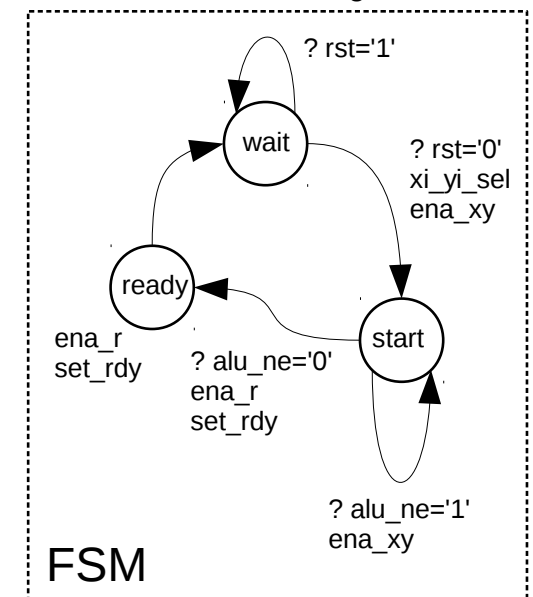 ? rst='1'
wait
? rst='0'
xi_yi_sel
ena_xy
ready
start
ena_r
set_rdy
? alu_ne='0'
ena_r
set_rdy
? alu_ne='1'
ena_xy
FSM